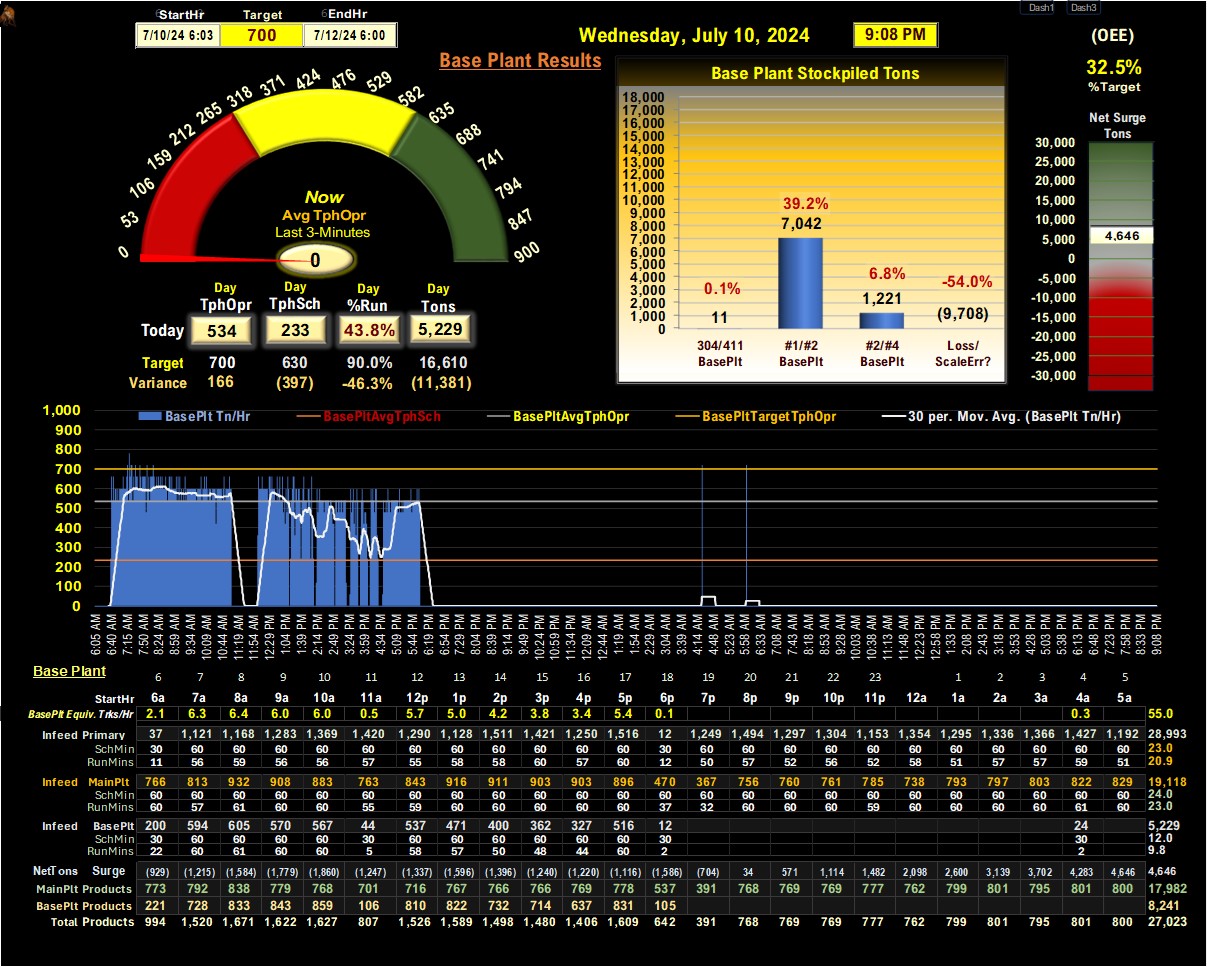 StartHr Target EndHr
7/10/24 6:03 700 7/12/24 6:00
Wednesday, July 10, 2024 9:08 PM
Dash1 Dash3
(OEE)
32.5%
%Target
Base Plant Results
0 53 106 159 212 265 318 371 424 476 529 582 635 688 741 794 847 900
Now
Avg TphOpr
Last 3-Minutes
0
Day Day Day Day
TphOpr TphSch %Run Tons
Today 534 233 43.8% 5,229
Target 700 630 90.0% 16,610
Variance 166 (397) -46.3% (11,381)
Base Plant Stockpiled Tons
18,000
17,000
16,000
15,000
14,000
13,000
12,000
11,000
10,000
9,000
8,000
7,000
6,000
5,000
4,000
3,000
2,000
1,000
0
0.1% 39.2% 6.8% -54.0%
11 7,042 1,221 (9,708)
304/411 #1/#2 #2/#4 Loss/
BasePlt BasePlt BasePlt ScaleErr?
Net Surge
Tons
30,000
25,000
20,000
15,000
10,000
5,000
0
-5,000
-10,000
-15,000
-20,000
-25,000
-30,000
4,646
BasePlt Tn/Hr BasePltAvgTphSch BasePltAvgTphOpr BasePltTargetTphOpr 30 per. Mov. Avg. (BasePlt Tn/Hr)
1,000
900
800
700
600
500
400
300
200
100
0
6:05 AM 6:40 AM 7:15 AM 7:50 AM 8:24 AM 8:59 AM 9:34 AM 10:09 AM 10:44 AM 11:19 AM 11:54 AM 12:29 PM 1:04 PM 1:39 PM 2:14 PM 2:49 PM 3:24 PM 3:59 PM 4:34 PM 5:09 PM 5:44 PM 6:19 PM 6:54 PM 7:29 PM 8:04 PM 8:39 PM 9:14 PM 9:49 PM 10:24 PM 10:59 PM 11:34 PM 12:09 AM 12:44 AM 1:19 AM 1:54 AM 2:29 AM 3:04 AM 3:39 AM 4:14 AM 4:48 AM 5:23 AM 5:58 AM 6:33 AM 7:08 AM 7:43 AM 8:18 AM 8:53 AM 9:28 AM 10:03 AM 10:38 AM 11:13 AM 11:48 AM 12:23 PM 12:58 PM 1:33 PM 2:08 PM 2:43 PM 3:18 PM 3:53 PM 4:28 PM 5:03 PM 5:38 PM 6:13 PM 6:48 PM 7:23 PM 7:58 PM 8:33 PM 9:08 PM
Base Plant
6 7 8 9 10 11 12 13 14 15 16 17 18 19 20 21 22 23 1 2 3 4 5
StartHr 6a 7a 8a 9a 10a 11a 12p 1p 2p 3p 4p 5p 6p 7p 8p 9p 10p 11p 12a 1a 2a 3a 4a 5a
BasePlt Equiv. Trks/Hr 2.1 6.3 6.4 6.0 6.0 0.5 5.7 5.0 4.2 3.8 3.4 5.4 0.1 0.3 55.0
Infeed Primary 37 1,121 1,168 1,283 1,369 1,420 1,290 1,128 1,511 1,421 1,250 1,516 12 1,249 1,494 1,297 1,304 1,153 1,354 1,295 1,336 1,366 1,427 1,192 28,993
SchMin 30 60 60 60 60 60 60 60 60 60 60 60 30 60 60 60 60 60 60 60 60 60 60 60 23.0
RunMins 11 56 59 56 56 57 55 58 58 60 57 60 12 50 57 52 56 52 58 51 57 57 59 51 20.9
Infeed MainPlt 766 813 932 908 883 763 843 916 911 903 903 896 470 367 756 760 761 785 738 793 797 803 822 829 19,118
SchMin 60 60 60 60 60 60 60 60 60 60 60 60 60 60 60 60 60 60 60 60 60 60 60 60 24.0
RunMins 60 57 61 60 60 55 59 60 60 60 60 60 37 32 60 60 60 59 60 60 60 60 61 60 23.0
Infeed BasePlt 200 594 605 570 567 44 537 471 400 362 327 516 12 24 5,229
SchMin 30 60 60 60 60 30 60 60 60 60 60 60 30 30 12.0
RunMins 22 60 61 60 60 5 58 57 50 48 44 60 2 2 9.8
NetTons Surge (929) (1,215) (1,584) (1,779) (1,860) (1,247) (1,337) (1,596) (1,396) (1,240) (1,220) (1,116) (1,586) (704) 34 571 1,114 1,482 2,098 2,600 3,139 3,702 4,283 4,646 4,646
MainPlt Products 773 792 838 779 768 701 716 767 766 766 769 778 537 391 768 769 769 777 762 799 801 795 801 800 17,982
BasePlt Products 221 728 833 843 859 106 810 822 732 714 637 831 105 8,241
Total Products 994 1,520 1,671 1,622 1,627 807 1,526 1,589 1,498 1,480 1,406 1,609 642 391 768 769 769 777 762 799 801 795 801 800 27,023